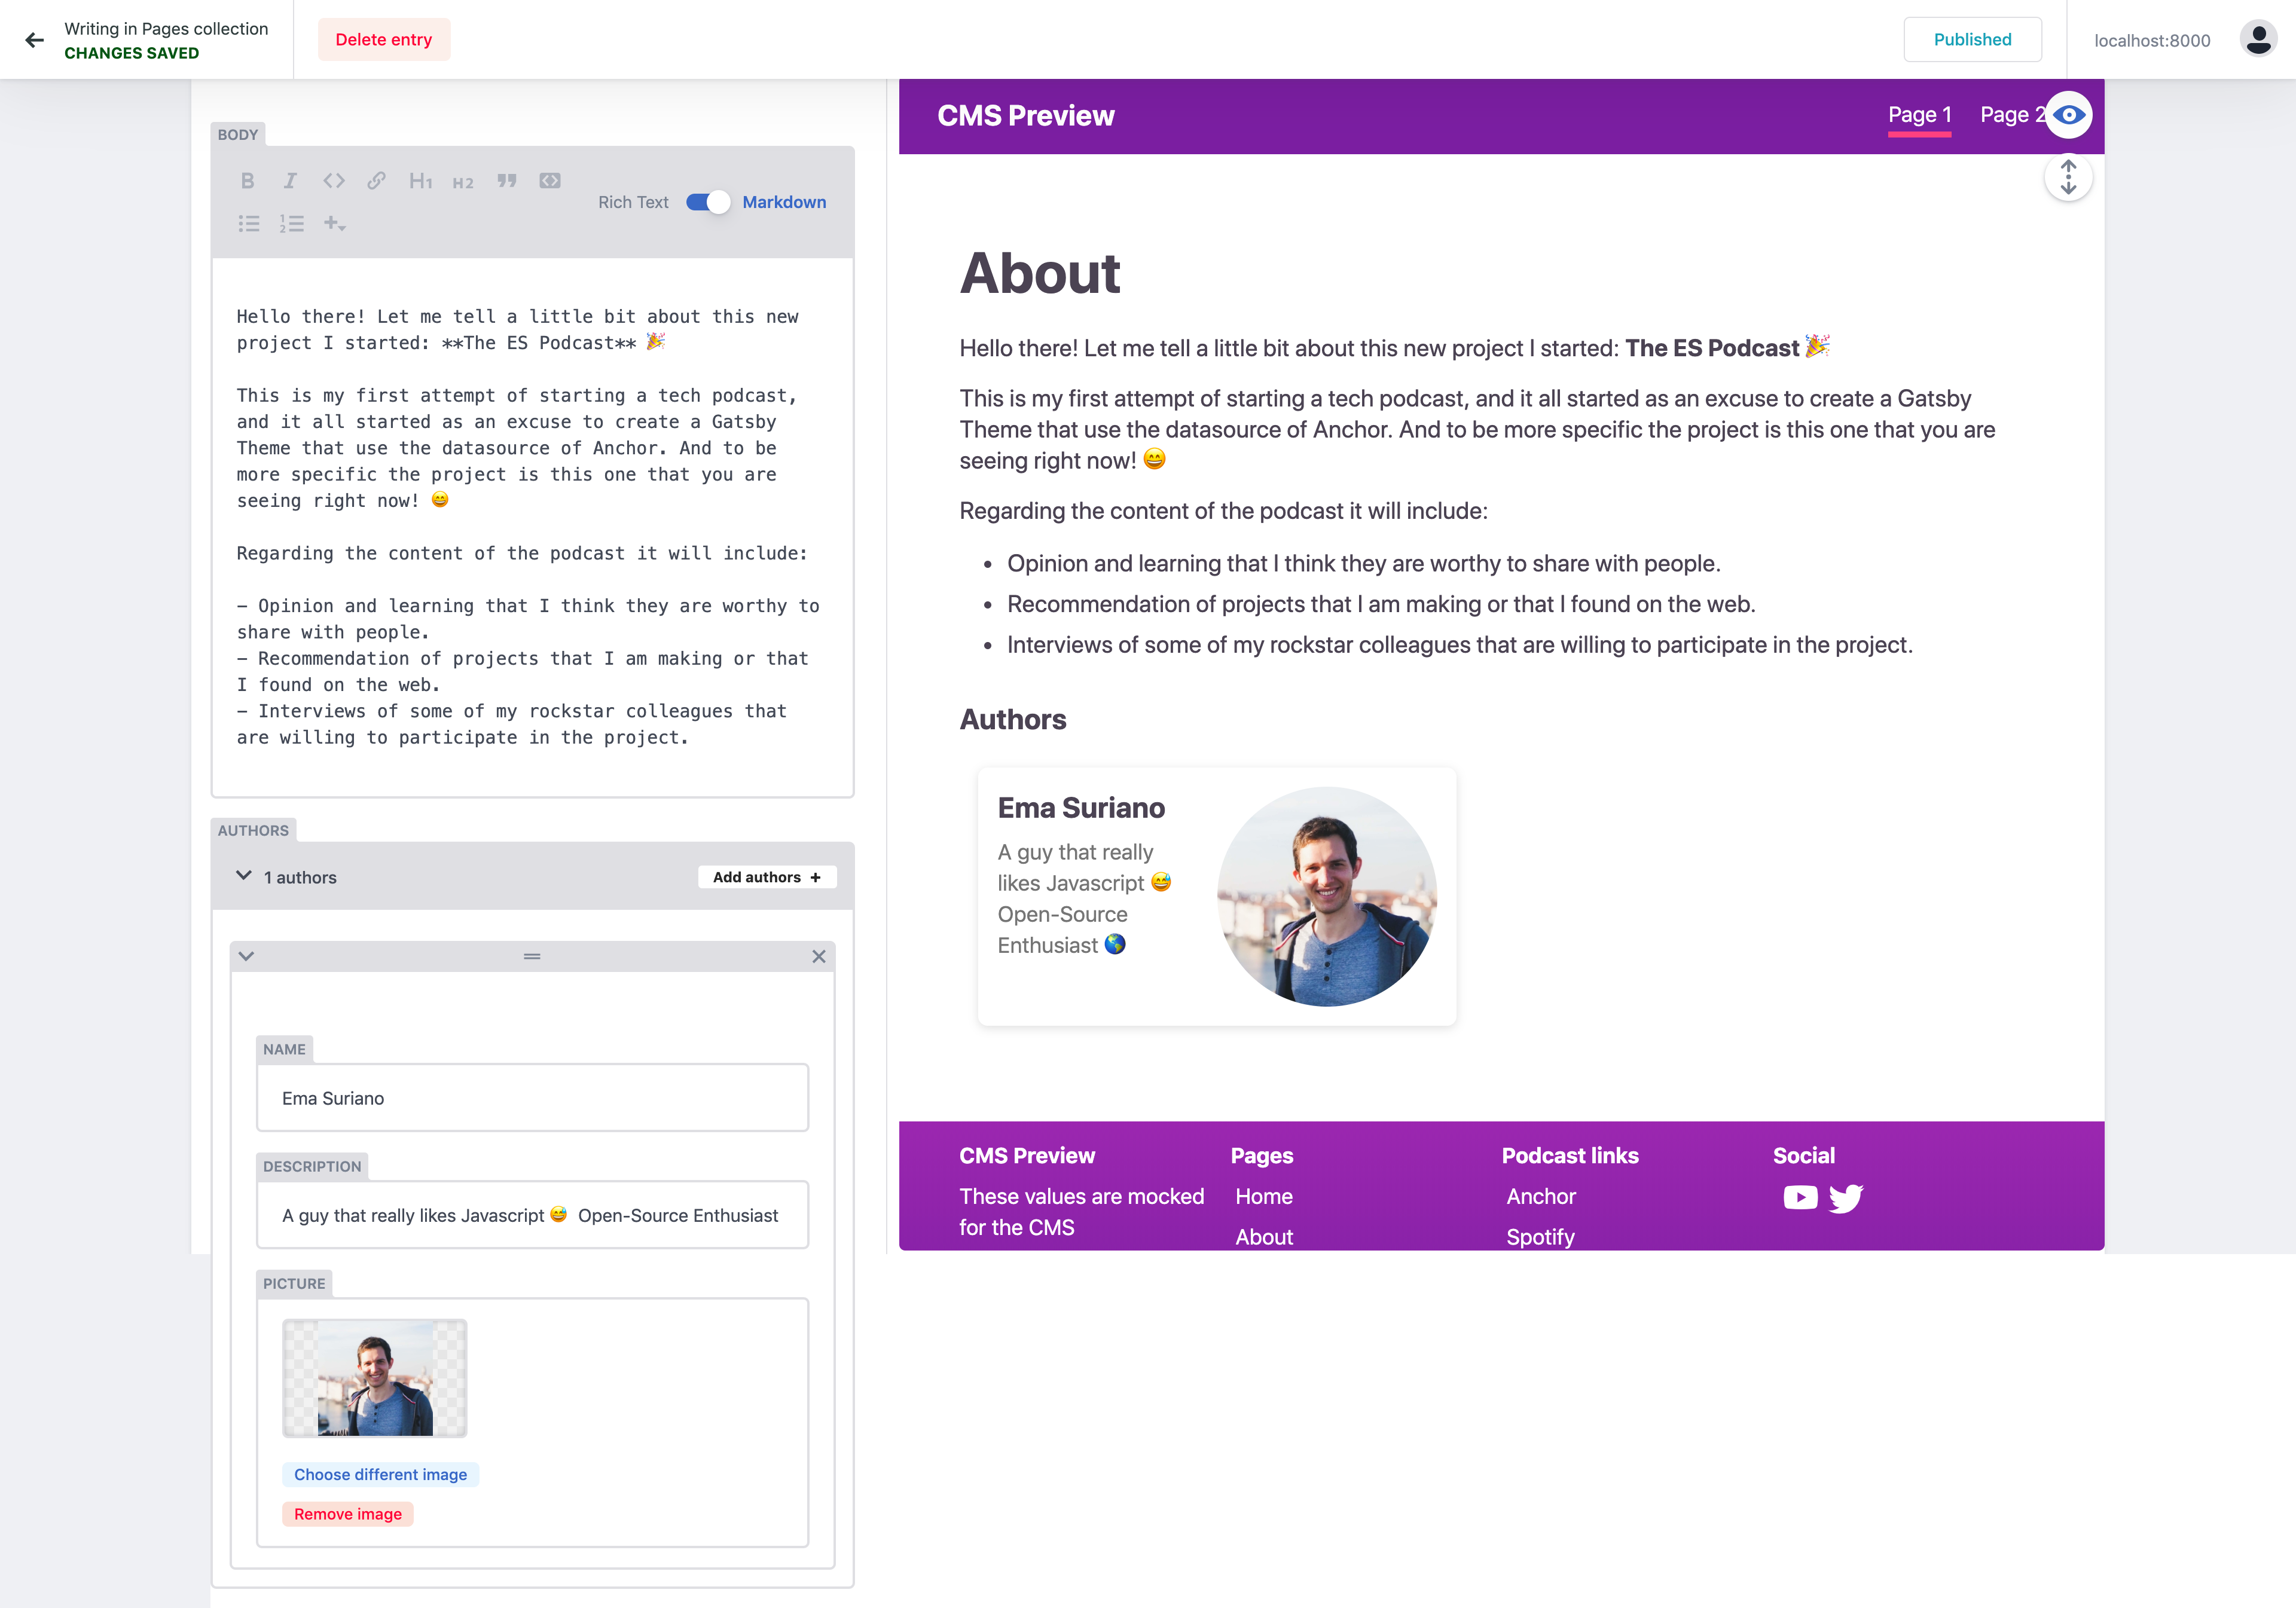 Writing in Pages collection
CHANGES SAVED
Delete entry
Published
localhost:8000
BODY
B I H1 H2
Rich Text Markdown
Hello there! Let me tell a little bit about this new
project I started: **The ES Podcast** 🎉
This is my first attempt of starting a tech podcast,
and it all started as an excuse to create a Gatsby
Theme that use the datasource of Anchor. And to be
more specific the project is this one that you are
seeing right now! 😄
Regarding the content of the podcast it will include:
- Opinion and learning that I think they are worthy to
share with people.
- Recommendation of projects that I am making or that
I found on the web.
- Interviews of some of my rockstar colleagues that
are willing to participate in the project.
AUTHORS
1 authors
Add authors +
NAME
Ema Suriano
DESCRIPTION
A guy that really likes Javascript 😅 Open-Source Enthusiast
PICTURE
Choose different image
Remove image
CMS Preview
Page 1
Page 2
About
Hello there! Let me tell a little bit about this new project I started: The ES Podcast 🎉
This is my first attempt of starting a tech podcast, and it all started as an excuse to create a Gatsby
Theme that use the datasource of Anchor. And to be more specific the project is this one that you are
seeing right now! 😄
Regarding the content of the podcast it will include:
• Opinion and learning that I think they are worthy to share with people.
• Recommendation of projects that I am making or that I found on the web.
• Interviews of some of my rockstar colleagues that are willing to participate in the project.
Authors
Ema Suriano
A guy that really
likes Javascript 😅
Open-Source
Enthusiast 🌎
CMS Preview
These values are mocked
for the CMS
Pages
Home
About
Podcast links
Anchor
Spotify
Social